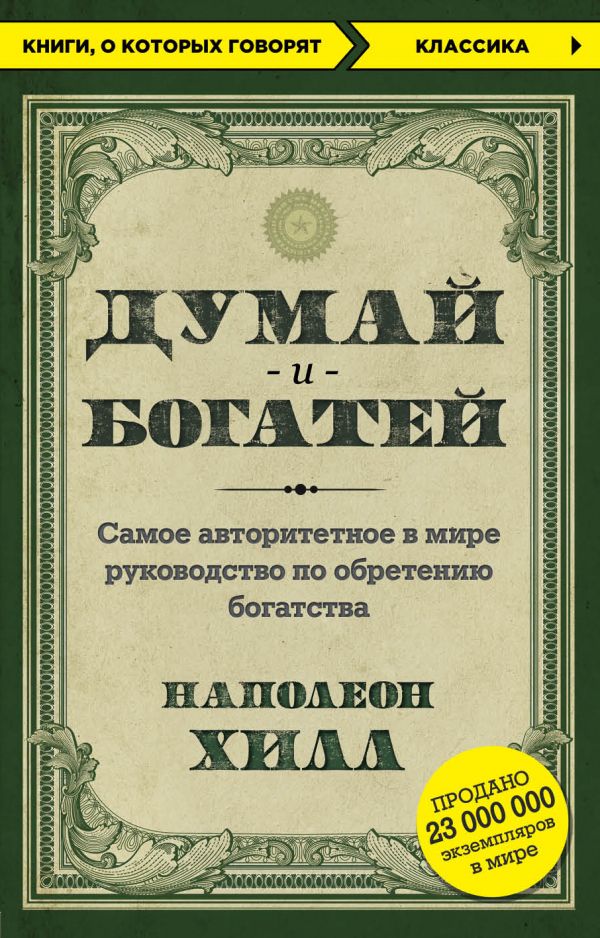 КНИГИ, О КОТОРЫХ ГОВОРЯТ
КЛАССИКА
ДУМАЙ
- и -
БОГАТЕЙ
Самое авторитетное в мире
руководство по обретению
богатства
НАПОЛЕОН
ХИЛЛ
ПРОДАНО
23 000 000
экземпляров
в мире